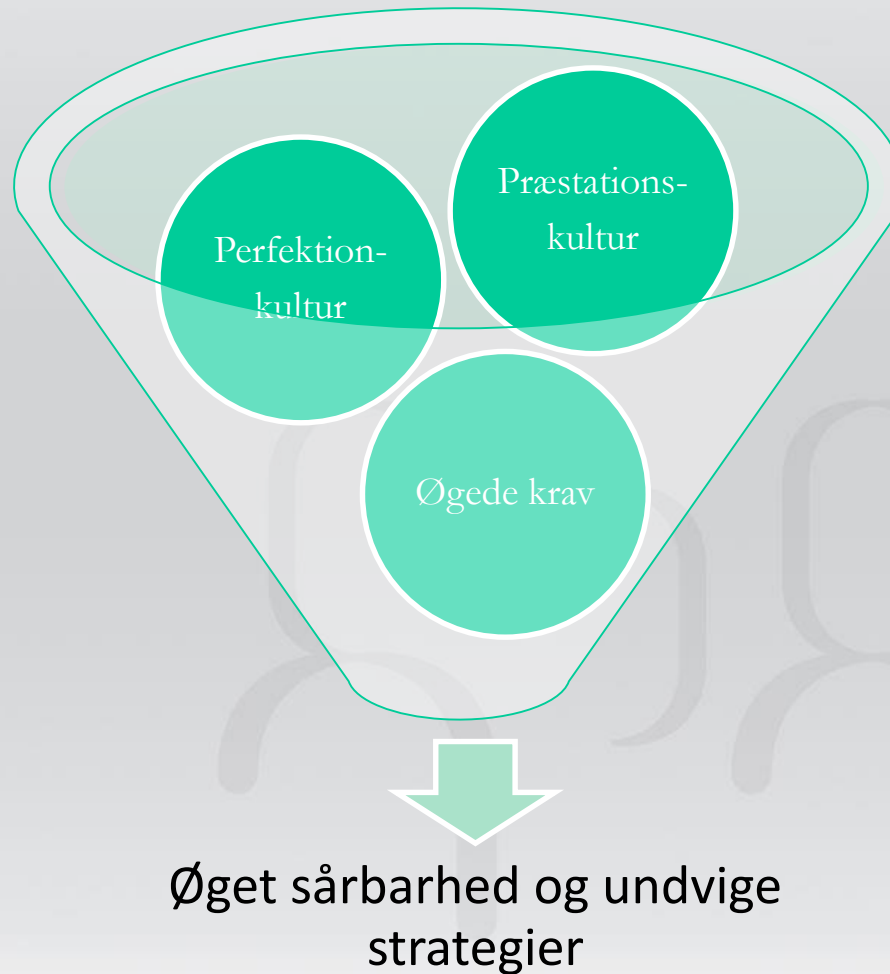 Præstations-
kultur
Perfektion-
kultur
Øgede krav
Øget sårbarhed og undvige
strategier